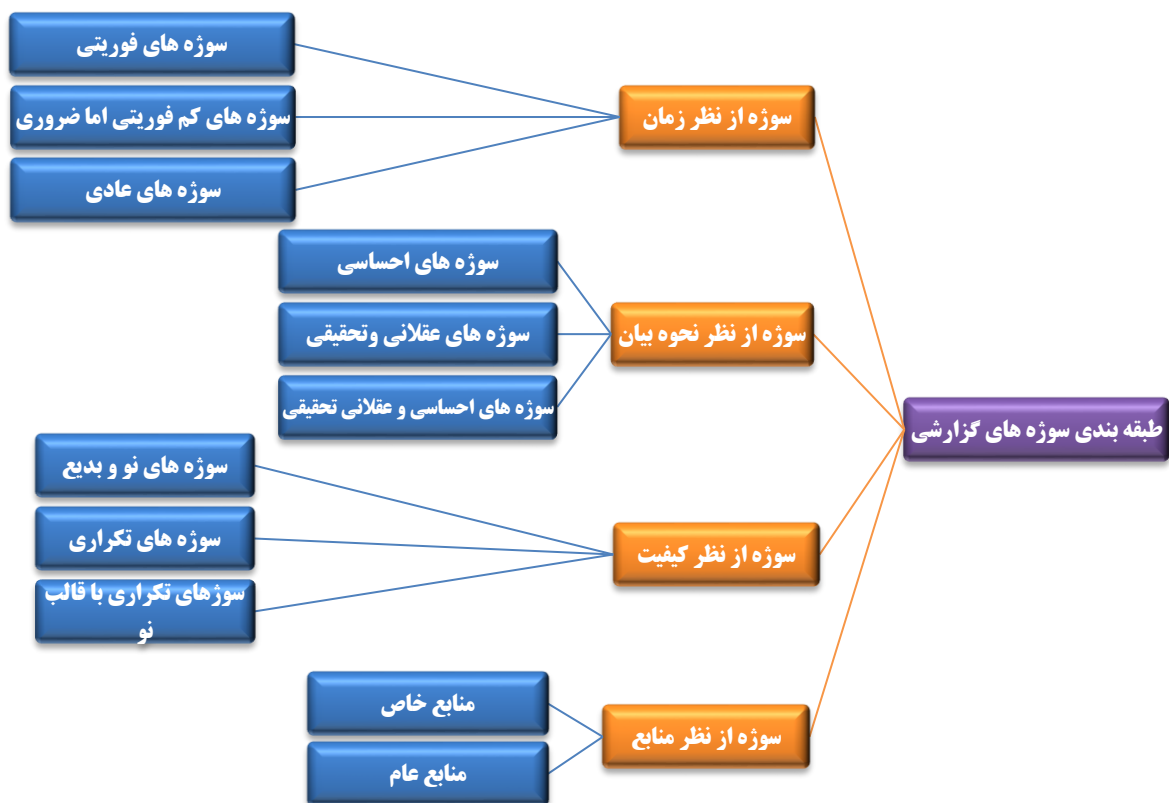 طبقه بندی سوژه های گزارشی
سوژه از نظر زمان
سوژه های فوریتی
سوژه های کم فوریتی اما ضروری
سوژه های عادی
سوژه از نظر نحوه بیان
سوژه های احساسی
سوژه های عقلانی وتحقیقی
سوژه های احساسی و عقلانی تحقیقی
سوژه از نظر کیفیت
سوژه های نو و بدیع
سوژه های تکراری
سوژهای تکراری با قالب
نو
سوژه از نظر منابع
منابع خاص
منابع عام